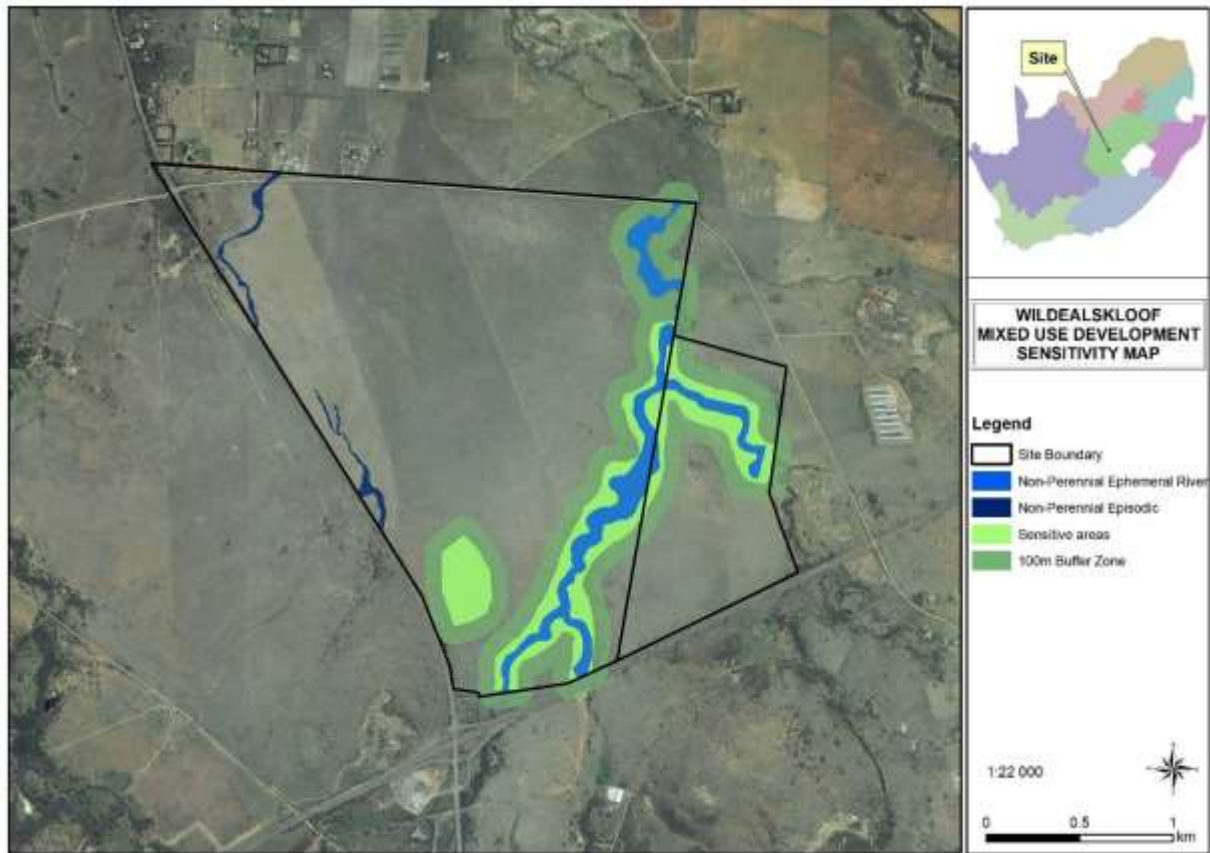 Site
WILDEALSKLOOF
MIXED USE DEVELOPMENT
SENSITIVITY MAP
Legend
Site Boundary
Non-Perennial Ephemeral River
Non-Perennial Episodic
Sensitive areas
100m Buffer Zone
1:22 000
0 0.5 1
km